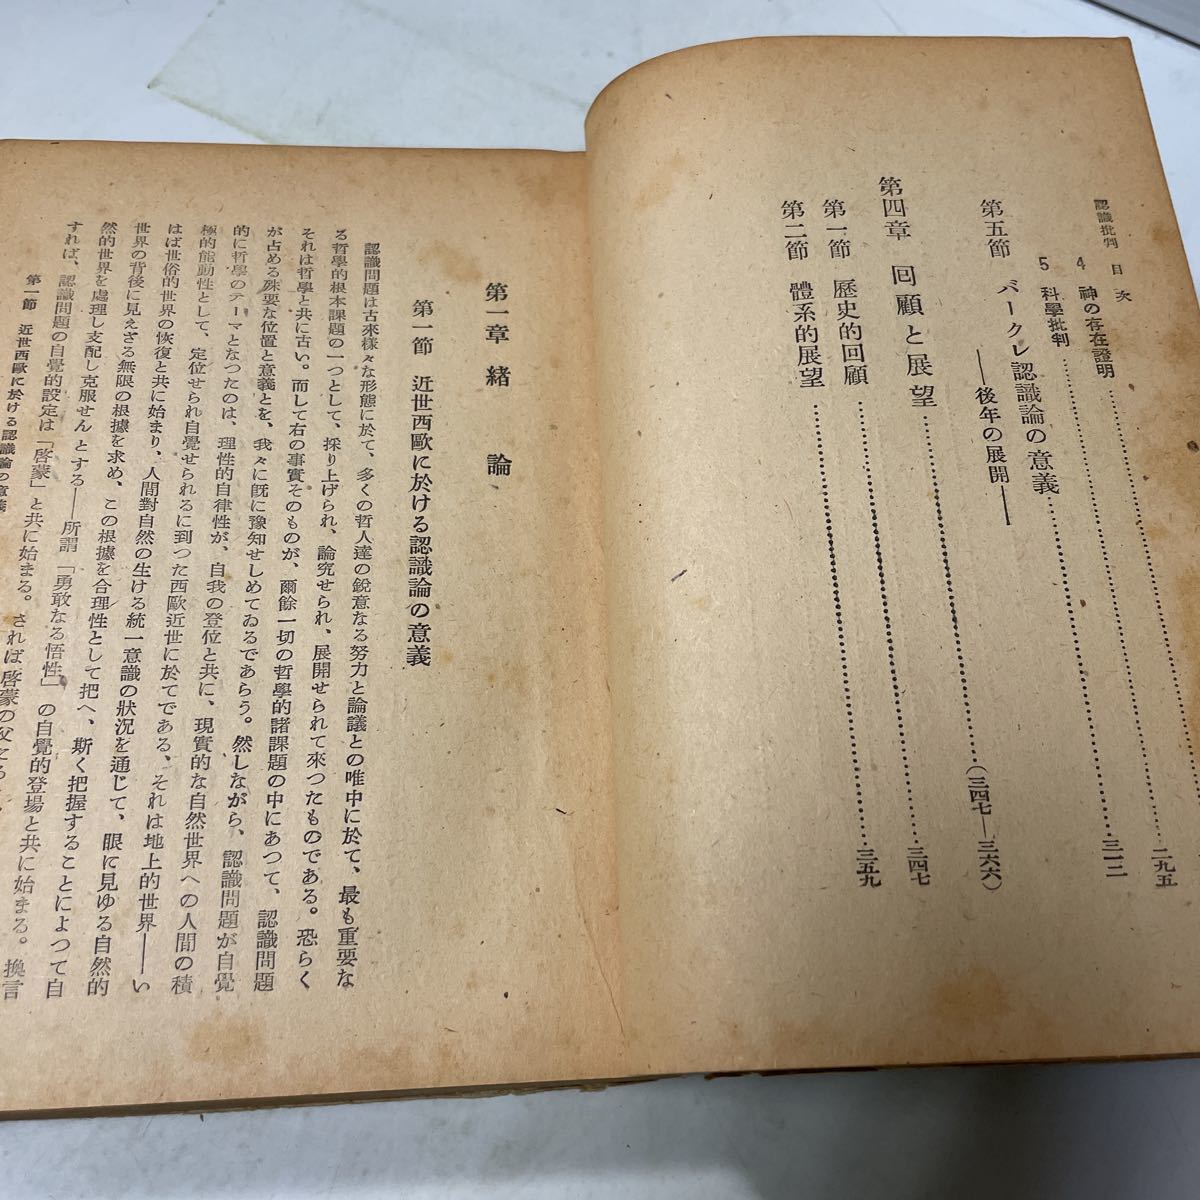 認識批判 目次
4 神の存在證明……二九五
5 科學批判……三一二
第五節 バークレ認識論の意義
――後年の展開――
第四章 回顧と展望……(三四七―三六六)
第一節 歷史的回顧……三四七
第二節 體系的展望……三五九
第一章 緒論
第一節 近世西歐に於ける認識論の意義
認識問題は古來樣々な形態に於て、多くの哲人達の銳意なる努力と論議との唯中に於て、最も重要な
る哲學的根本課題の一つとして、採り上げられ、論究せられ、展開せられて來つたものである。恐らく
それは哲學と共に古い。而して右の事實そのものが、爾餘一切の哲學的諸課題の中にあつて、認識問題
が占める殊要な位置と意義とを、我々に旣に豫知せしめてゐるであらう。然しながら、認識問題が自覺
的に哲學のテーマとなつたのは、理性的自律性が、自我の登位と共に、現實的な自然世界への人間の積
極的能動性として、定位せられ自覺せられるに到つた西歐近世に於てである、それは地上的世界――い
はば世俗的世界の恢復と共に始まり、人間對自然の生ける統一意識の狀況を通じて、眼に見ゆる自然的
世界の背後に見えざる無限の根據を求め、この根據を合理性として把へ、斯く把握することによつて自
然的世界を處理し支配し克服せんとする――所謂「勇敢なる悟性」の自覺的登場と共に始まる。換言
すれば、認識問題の自覺的設定は「啓蒙」と共に始まる。されば啓蒙の父
第一節 近世西歐に於ける認識論の意義